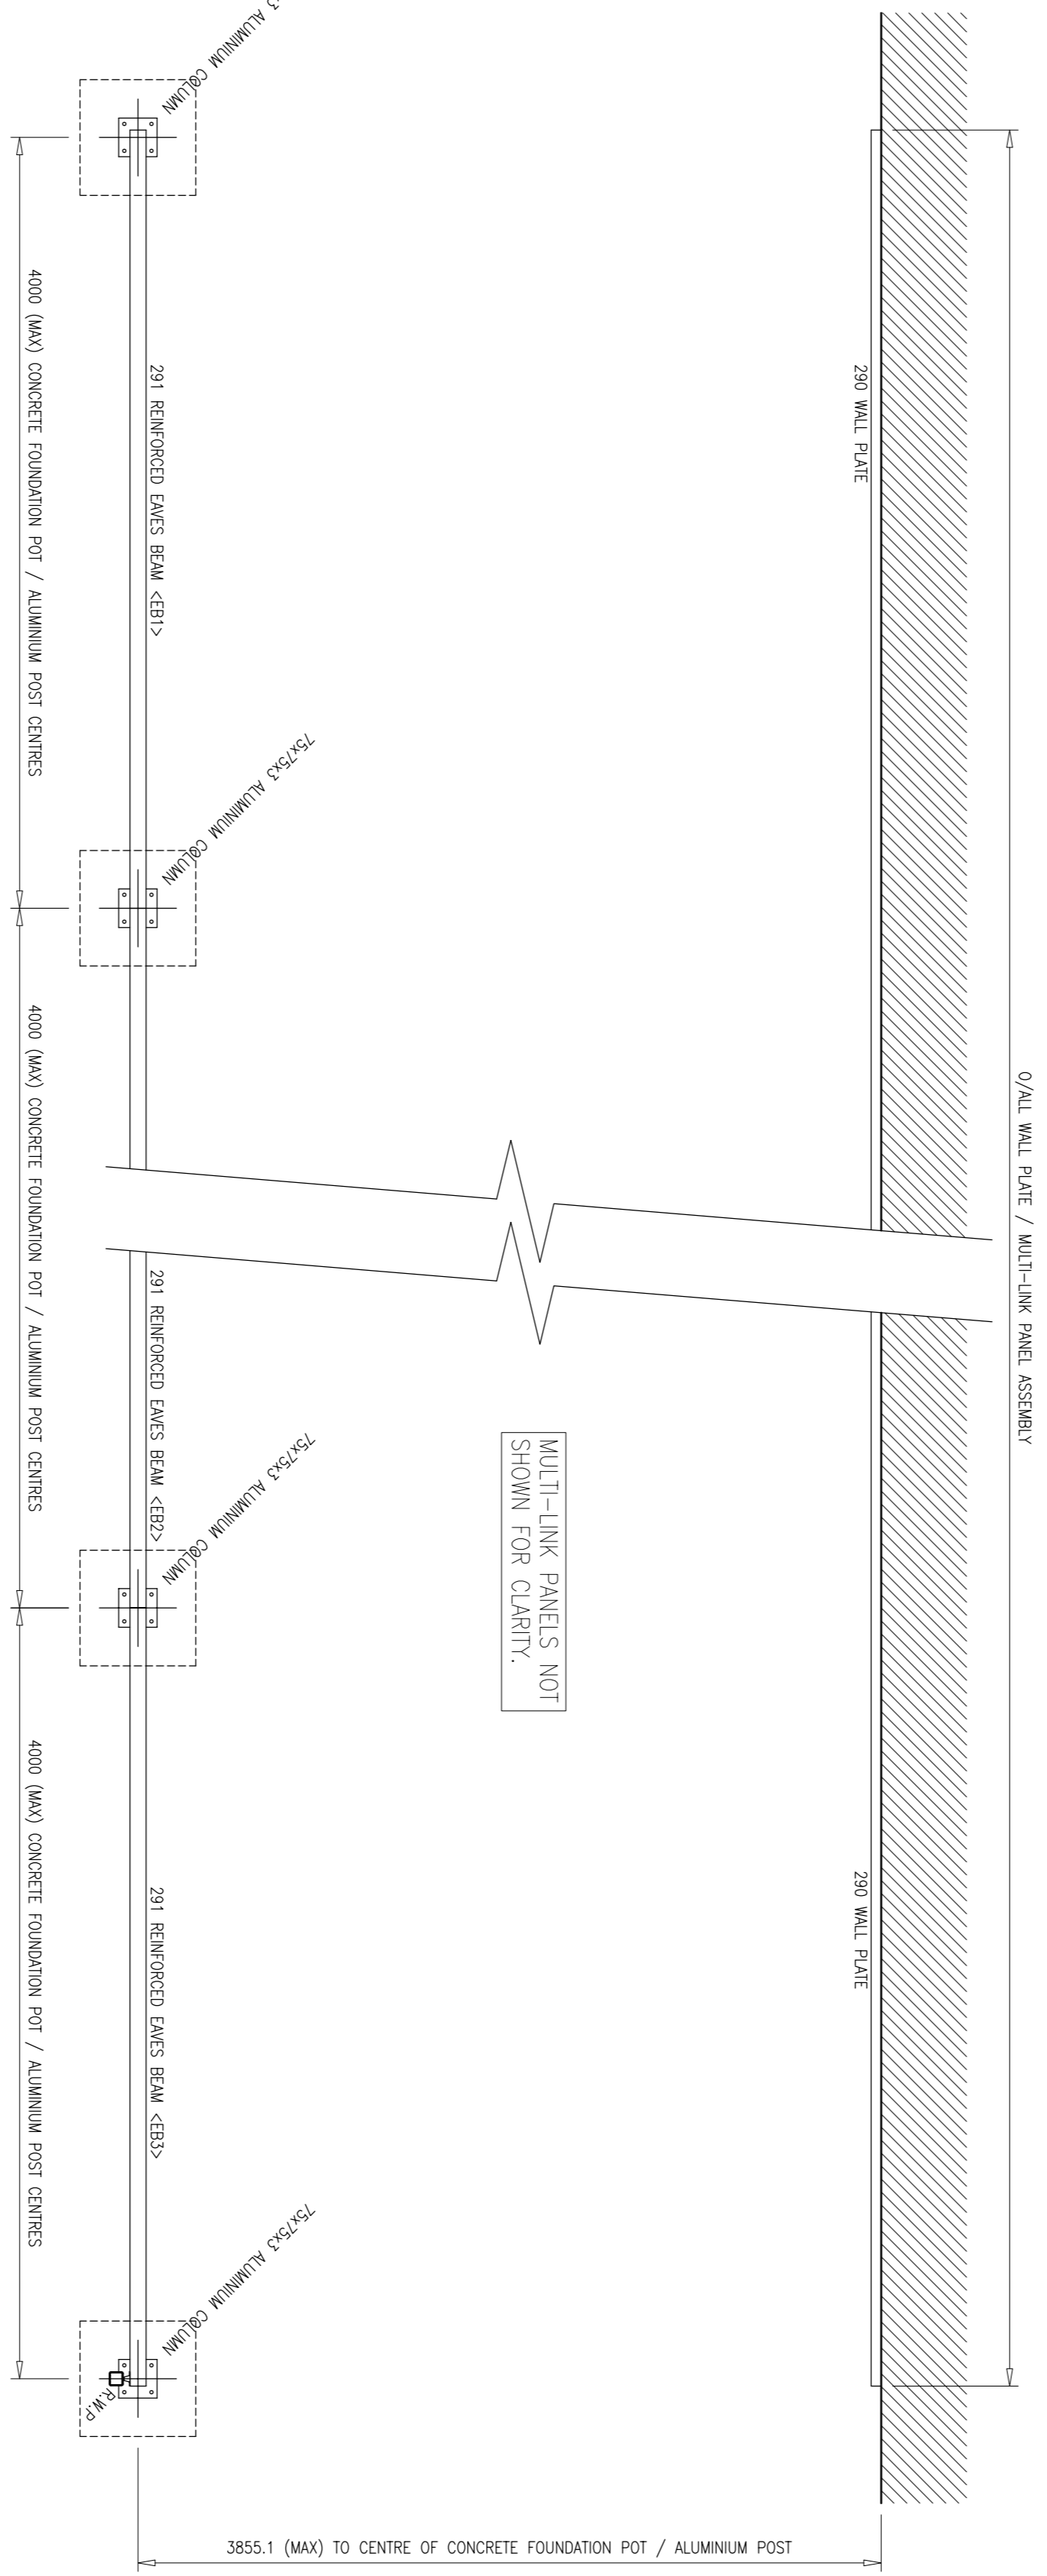 O/ALL WALL PLATE / MULTI-LINK PANEL ASSEMBLY
290 WALL PLATE
290 WALL PLATE
MULTI-LINK PANELS NOT
SHOWN FOR CLARITY.
x3 ALUMINIUM
COLUMN
75x75x3 ALUMINIUM
COLUMN
75x75x3 ALUMINIUM
COLUMN
75x75x3 ALUMINIUM
COLUMN
291 REINFORCED EAVES BEAM <EB1>
291 REINFORCED EAVES BEAM <EB2>
291 REINFORCED EAVES BEAM <EB3>
R.W.P
4000 (MAX) CONCRETE FOUNDATION POT / ALUMINIUM POST CENTRES
4000 (MAX) CONCRETE FOUNDATION POT / ALUMINIUM POST CENTRES
4000 (MAX) CONCRETE FOUNDATION POT / ALUMINIUM POST CENTRES
3855.1 (MAX) TO CENTRE OF CONCRETE FOUNDATION POT / ALUMINIUM POST